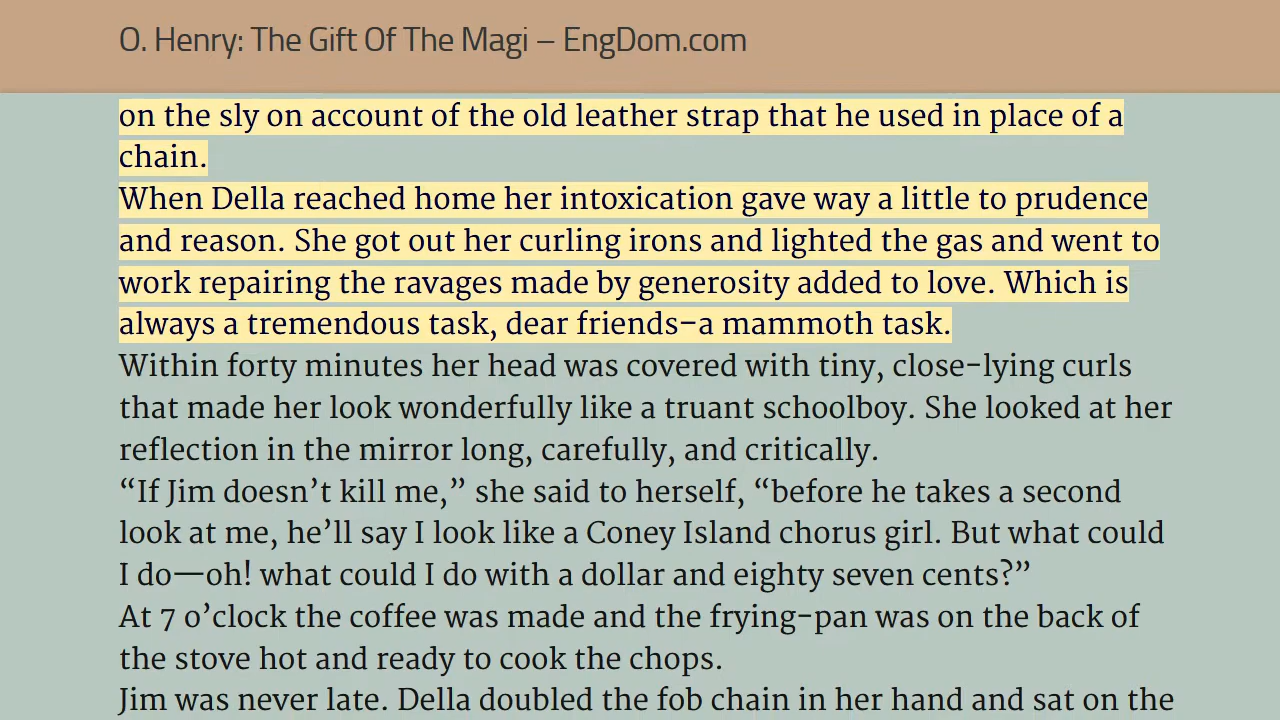 O. Henry: The Gift Of The Magi – EngDom.com
on the sly on account of the old leather strap that he used in place of a
chain.
When Della reached home her intoxication gave way a little to prudence
and reason. She got out her curling irons and lighted the gas and went to
work repairing the ravages made by generosity added to love. Which is
always a tremendous task, dear friends–a mammoth task.
Within forty minutes her head was covered with tiny, close-lying curls
that made her look wonderfully like a truant schoolboy. She looked at her
reflection in the mirror long, carefully, and critically.
“If Jim doesn’t kill me,” she said to herself, “before he takes a second
look at me, he’ll say I look like a Coney Island chorus girl. But what could
I do—oh! what could I do with a dollar and eighty seven cents?”
At 7 o’clock the coffee was made and the frying-pan was on the back of
the stove hot and ready to cook the chops.
Jim was never late. Della doubled the fob chain in her hand and sat on the